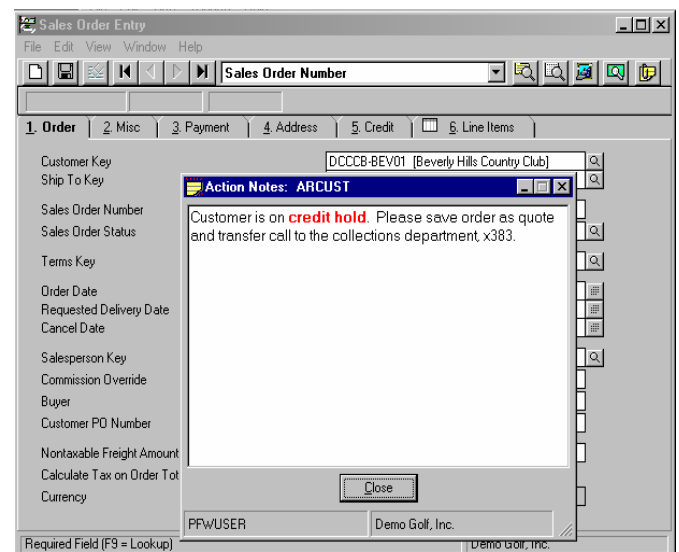 Sales Order Entry
File Edit View Window Help
Sales Order Number
1. Order 2. Misc 3. Payment 4. Address 5. Credit 6. Line Items
Customer Key DCCCB-BEV01 (Beverly Hills Country Club)
Ship To Key
Action Notes: ARCUST
Customer is on credit hold. Please save order as quote
and transfer call to the collections department, x383.
Sales Order Number
Sales Order Status
Terms Key
Order Date
Requested Delivery Date
Cancel Date
Salesperson Key
Commission Override
Buyer
Customer PO Number
Nontaxable Freight Amount
Calculate Tax on Order Tot
Currency
Close
PFWUSER Demo Golf, Inc.
Required Field (F9 = Lookup) Demo Golf, Inc.